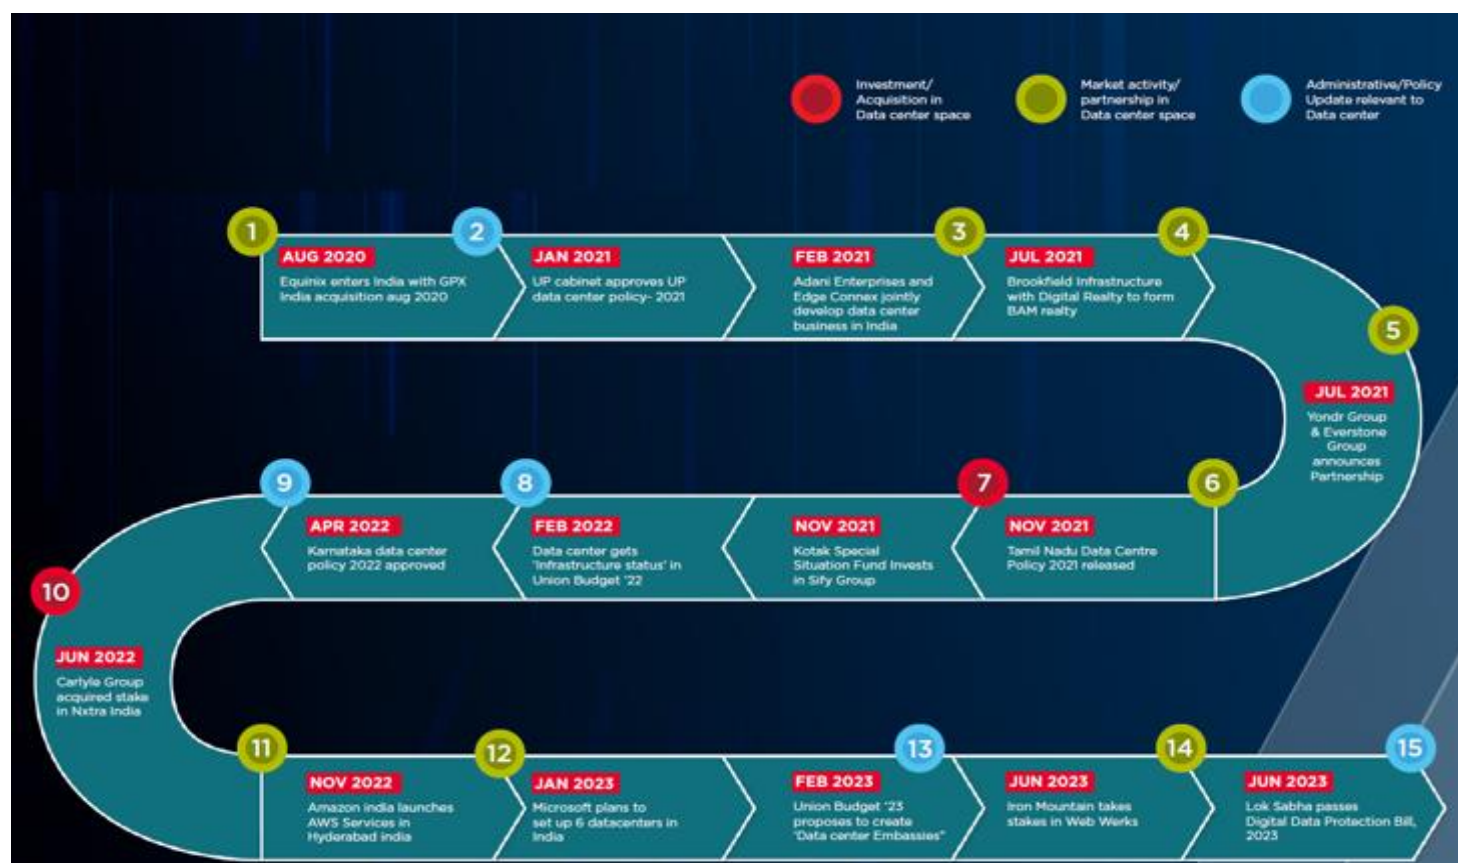 Investment/
Acquisition in
Data center space
Market activity/
partnership in
Data center space
Administrative/Policy
Update relevant to
Data center
1
AUG 2020
Equinix enters India with GPX
India acquisition aug 2020
2
JAN 2021
UP cabinet approves UP
data center policy- 2021
FEB 2021
Adani Enterprises and
Edge Connex jointly
develop data center
business in India
3
JUL 2021
Brookfield Infrastructure
with Digital Realty to form
BAM realty
4
5
JUL 2021
Yondr Group
& Everstone
Group
announces
Partnership
6
NOV 2021
Tamil Nadu Data Centre
Policy 2021 released
7
NOV 2021
Kotak Special
Situation Fund Invests
in Sify Group
8
FEB 2022
Data center gets
'Infrastructure status' in
Union Budget '22
9
APR 2022
Karnataka data center
policy 2022 approved
10
JUN 2022
Carlyle Group
acquired stake
in Nxtra India
11
NOV 2022
Amazon india launches
AWS Services in
Hyderabad india
12
JAN 2023
Microsoft plans to
set up 6 datacenters in
India
13
FEB 2023
Union Budget '23
proposes to create
'Data center Embassies"
JUN 2023
Iron Mountain takes
stakes in Web Werks
14
JUN 2023
Lok Sabha passes
Digital Data Protection Bill,
2023
15